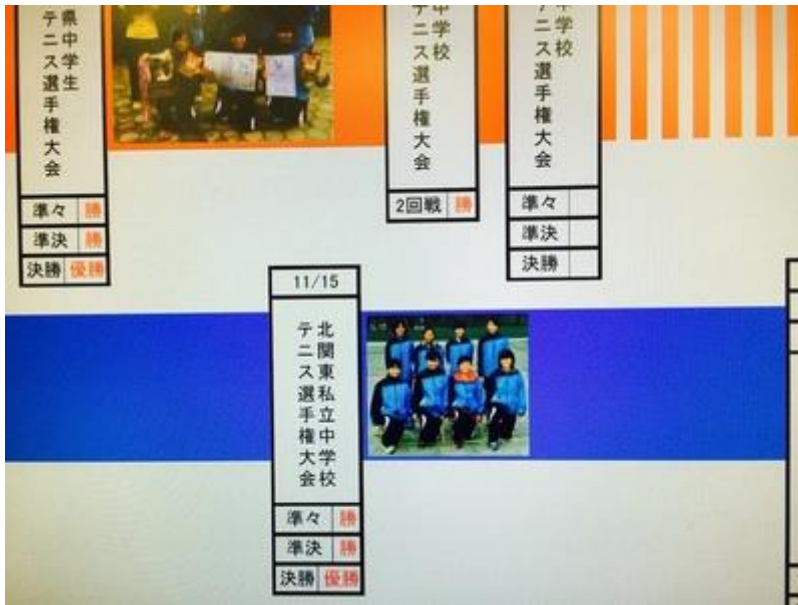 県中学生
テニス選手権大会
準々 勝
準決 勝
決勝 優勝
中学校
テニス選手権大会
2回戦 勝
中学校
テニス選手権大会
準々
準決
決勝
11/15
北関東私立中学校
テニス選手権大会
準々 勝
準決 勝
決勝 優勝